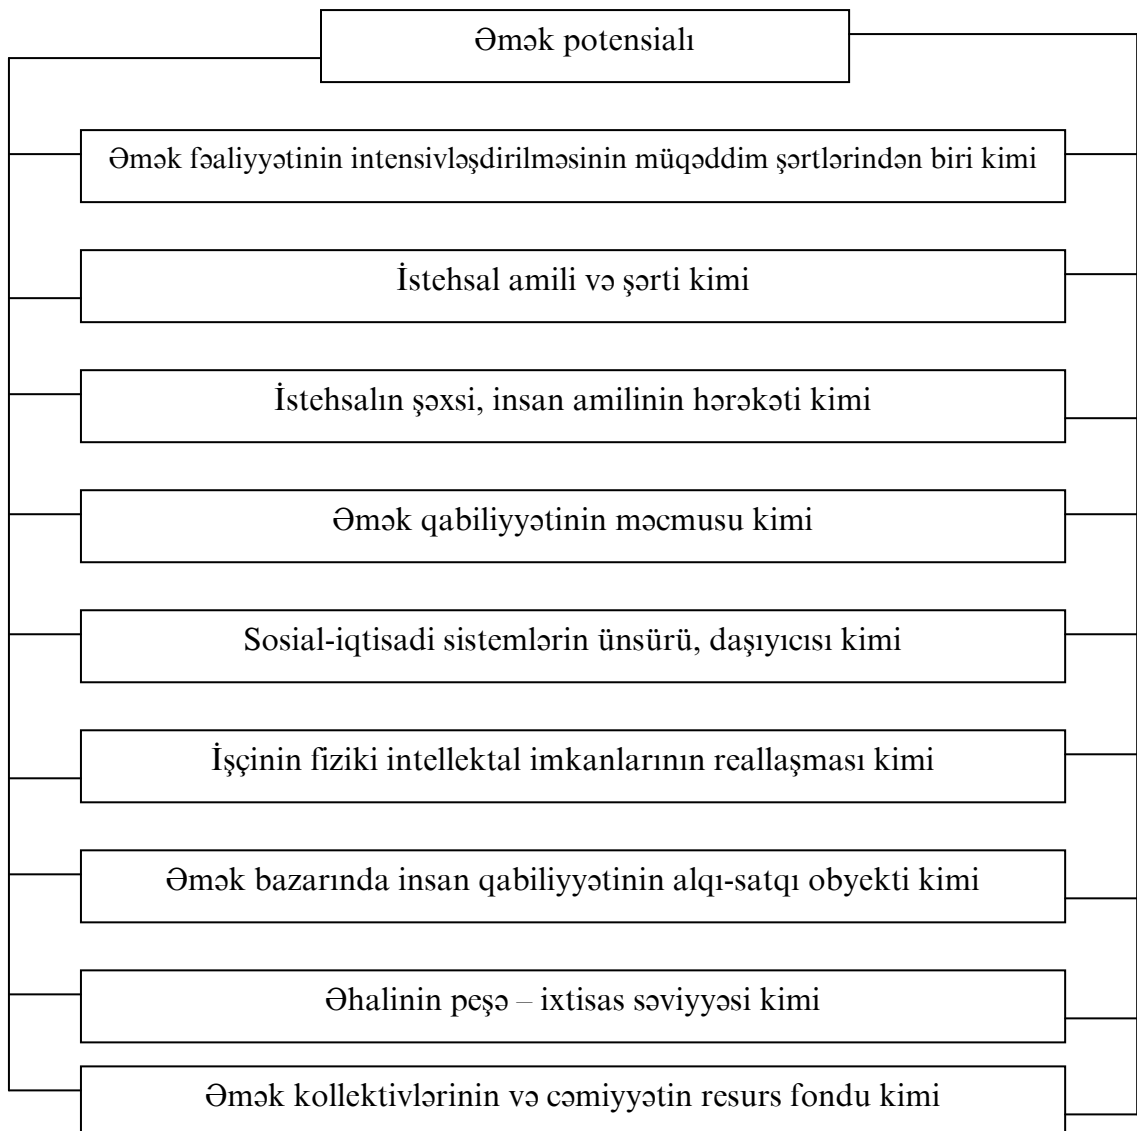 Əmək potensialı
Əmək fəaliyyətinin intensivləşdirilməsinin müqəddim şərtlərindən biri kimi
İstehsal amili və şərti kimi
İstehsalın şəxsi, insan amilinin hərəkəti kimi
Əmək qabiliyyətinin məcmusu kimi
Sosial-iqtisadi sistemlərin ünsürü, daşıyıcısı kimi
İşçinin fiziki intellektal imkanlarının reallaşması kimi
Əmək bazarında insan qabiliyyətinin alqı-satqı obyekti kimi
Əhalinin peşə – ixtisas səviyyəsi kimi
Əmək kollektivlərinin və cəmiyyətin resurs fondu kimi